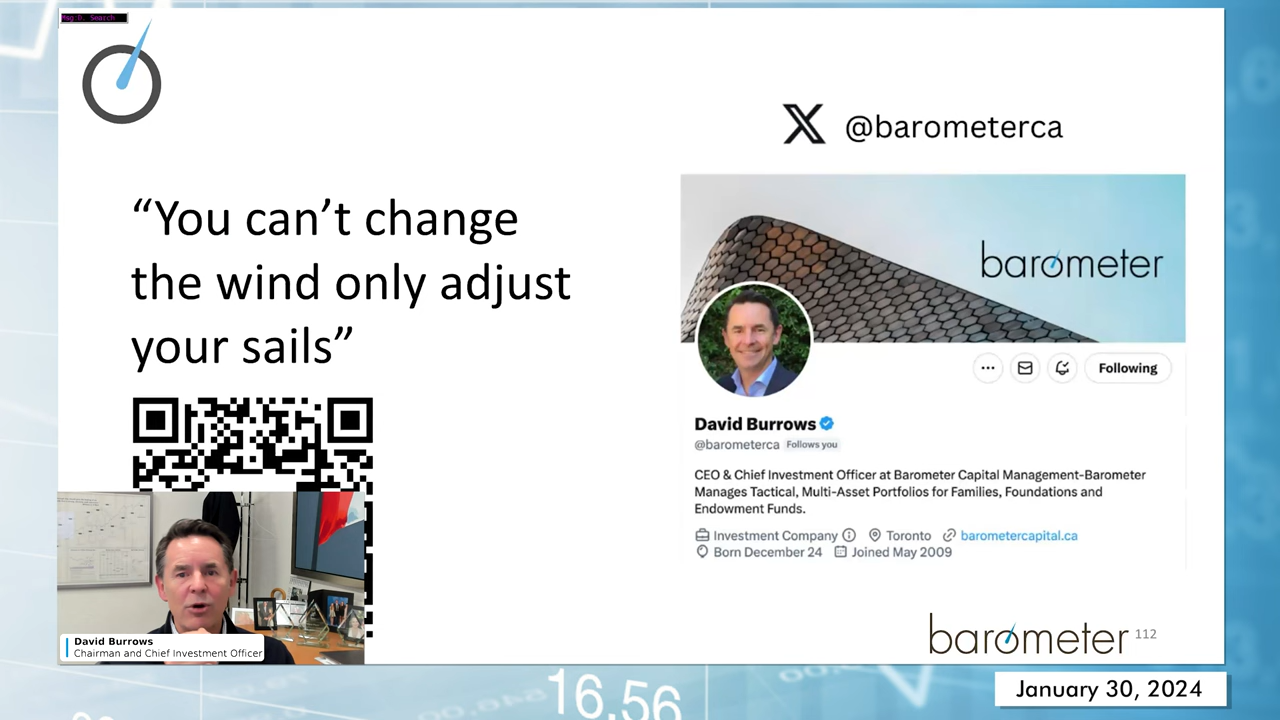 Msg:D. Search
X @barometerca
“You can’t change
the wind only adjust
your sails”
barometer
Following
David Burrows
@barometerca Follows you
CEO & Chief Investment Officer at Barometer Capital Management-Barometer
Manages Tactical, Multi-Asset Portfolios for Families, Foundations and
Endowment Funds.
Investment Company Toronto barometercapital.ca
Born December 24 Joined May 2009
David Burrows
Chairman and Chief Investment Officer
barometer 112
January 30, 2024
16,56